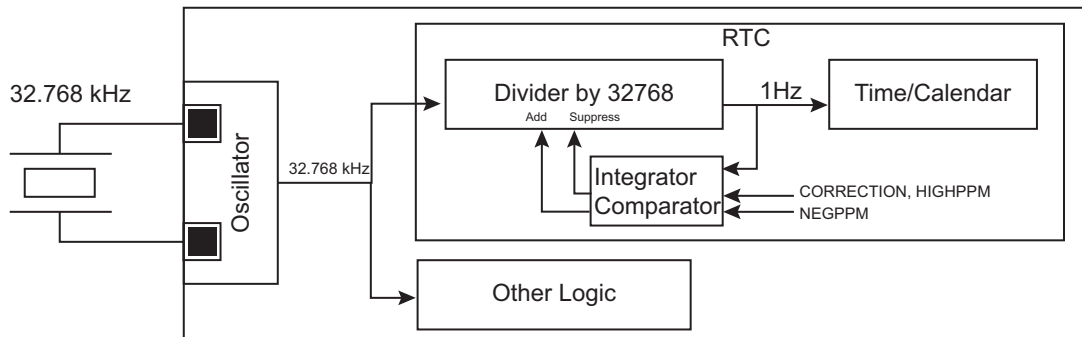 RTC
32.768 kHz
Oscillator
32.768 kHz
Divider by 32768
Add Suppress
1Hz
Time/Calendar
Integrator
Comparator
CORRECTION, HIGHPPM
NEGPPM
Other Logic